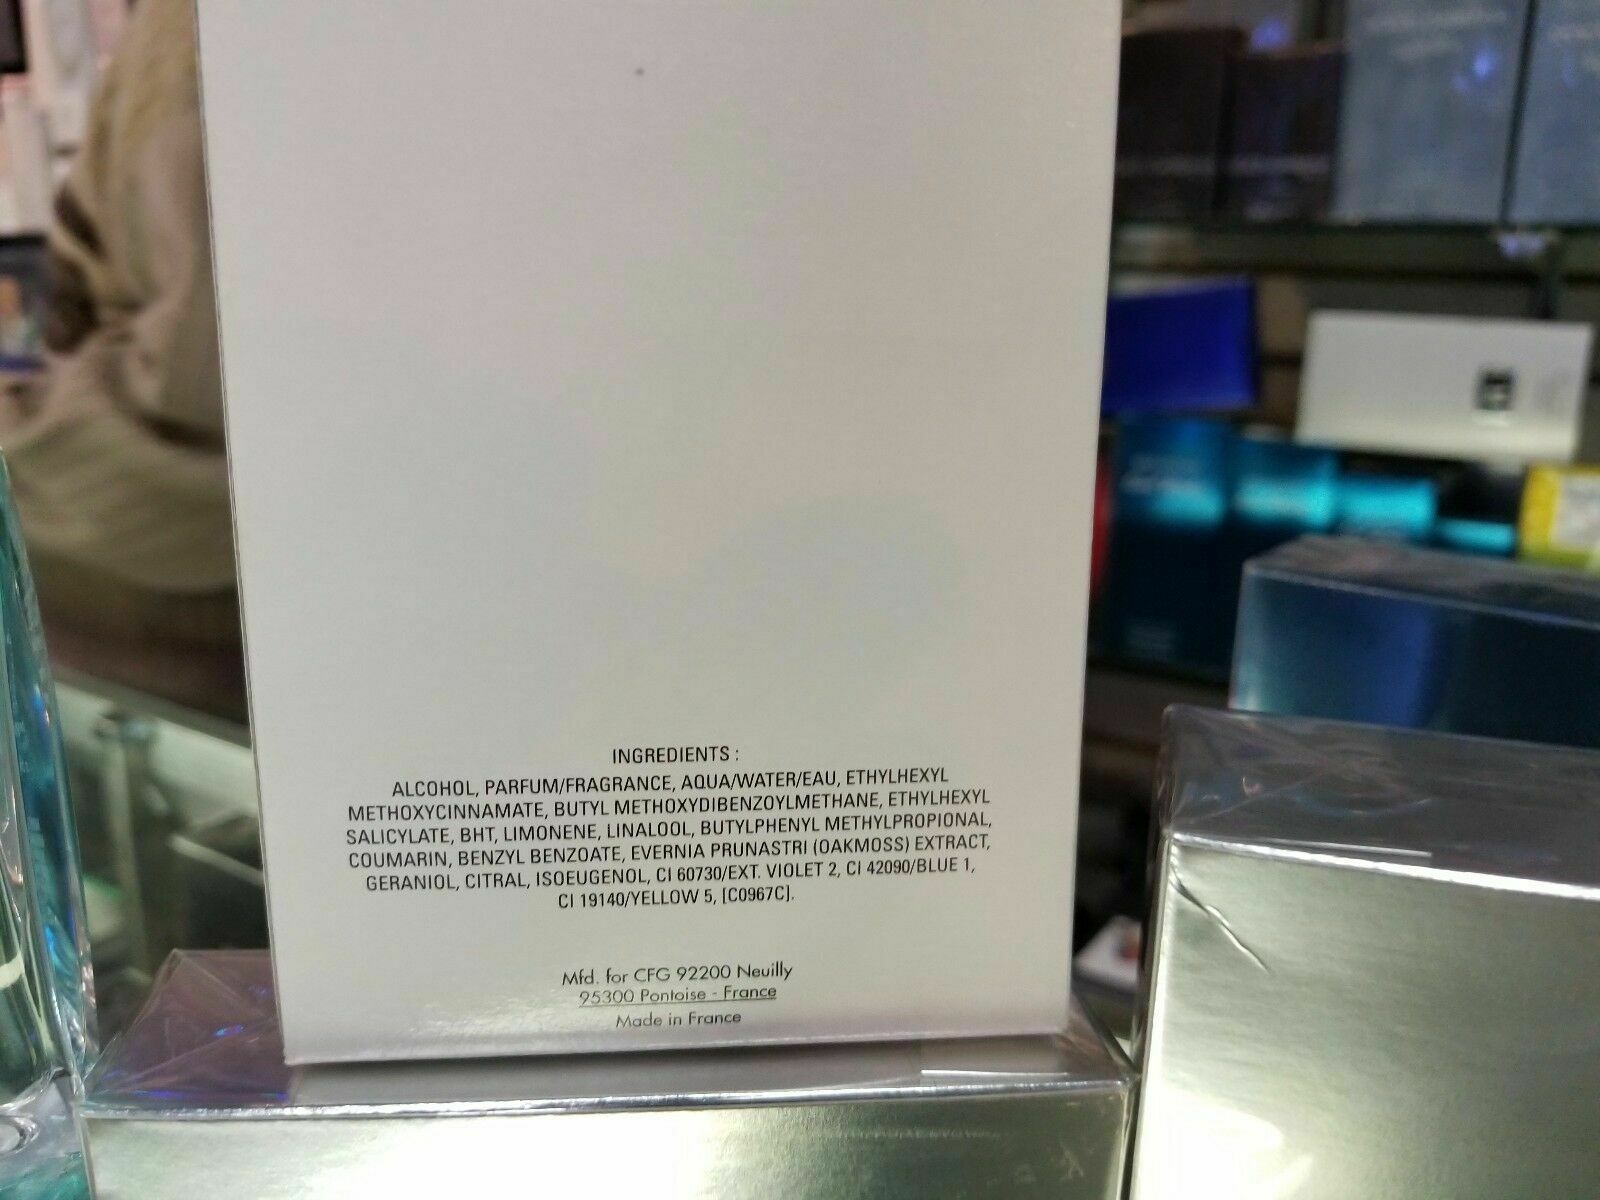 INGREDIENTS :
ALCOHOL, PARFUM/FRAGRANCE, AQUA/WATER/EAU, ETHYLHEXYL
METHOXYCINNAMATE, BUTYL METHOXYDIBENZOYLMETHANE, ETHYLHEXYL
SALICYLATE, BHT, LIMONENE, LINALOOL, BUTYLPHENYL METHYLPROPIONAL,
COUMARIN, BENZYL BENZOATE, EVERNIA PRUNASTRI (OAKMOSS) EXTRACT,
GERANIOL, CITRAL, ISOEUGENOL, CI 60730/EXT. VIOLET 2, CI 42090/BLUE 1,
CI 19140/YELLOW 5, [C0967C].
Mfd. for CFG 92200 Neuilly
95300 Pontoise - France
Made in France